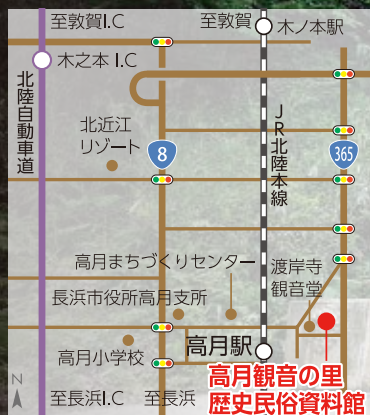 至敦賀I.C
至敦賀
木ノ本駅
木之本 I.C
北陸自動車道
北近江
リゾート
8
JR北陸本線
365
高月まちづくりセンター
渡岸寺
観音堂
長浜市役所高月支所
高月小学校
高月駅
高月観音の里
歴史民俗資料館
N
至長浜I.C
至長浜